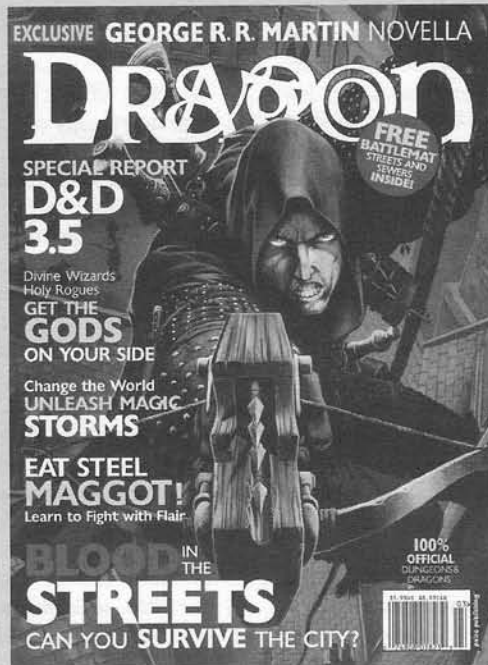 EXCLUSIVE GEORGE R. R. MARTIN NOVELLA
DRAGON
FREE
BATTLEMAT
STREETS AND
SEWERS
INSIDE!
SPECIAL REPORT
D&D
3.5
Divine Wizards
Holy Rogues
GET THE
GODS
ON YOUR SIDE
Change the World
UNLEASH MAGIC
STORMS
EAT STEEL
MAGGOT!
Learn to Fight with Flair
BLOOD IN
THE
STREETS
CAN YOU SURVIVE THE CITY?
100%
OFFICIAL
DUNGEONS &
DRAGONS
paizo publishing